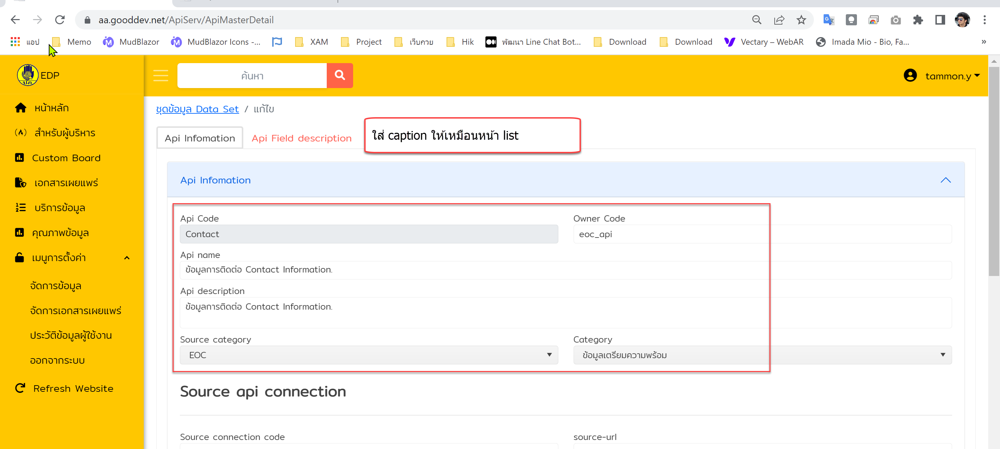 aa.gooddev.net/ApiServ/ApiMasterDetail
แอป Memo MudBlazor MudBlazor Icons -... XAM Project เว็บกวย Hik พัฒนา Line Chat Bot... Download Download Vectary – WebAR Imada Mio - Bio, Fa... »
EDP
ค้นหา
tammon.y
หน้าหลัก
สำหรับผู้บริหาร
Custom Board
เอกสารเผยแพร่
บริการข้อมูล
คุณภาพข้อมูล
เมนูการตั้งค่า
จัดการข้อมูล
จัดการเอกสารเผยแพร่
ประวัติข้อมูลผู้ใช้งาน
ออกจากระบบ
Refresh Website
ชุดข้อมูล Data Set / แก้ไข
Api Infomation Api Field description
ใส่ caption ให้เหมือนหน้า list
Api Infomation
Api Code Owner Code
Contact eoc_api
Api name
ข้อมูลการติดต่อ Contact Information.
Api description
ข้อมูลการติดต่อ Contact Information.
Source category Category
EOC ข้อมูลเตรียมความพร้อม
Source api connection
Source connection code source-url